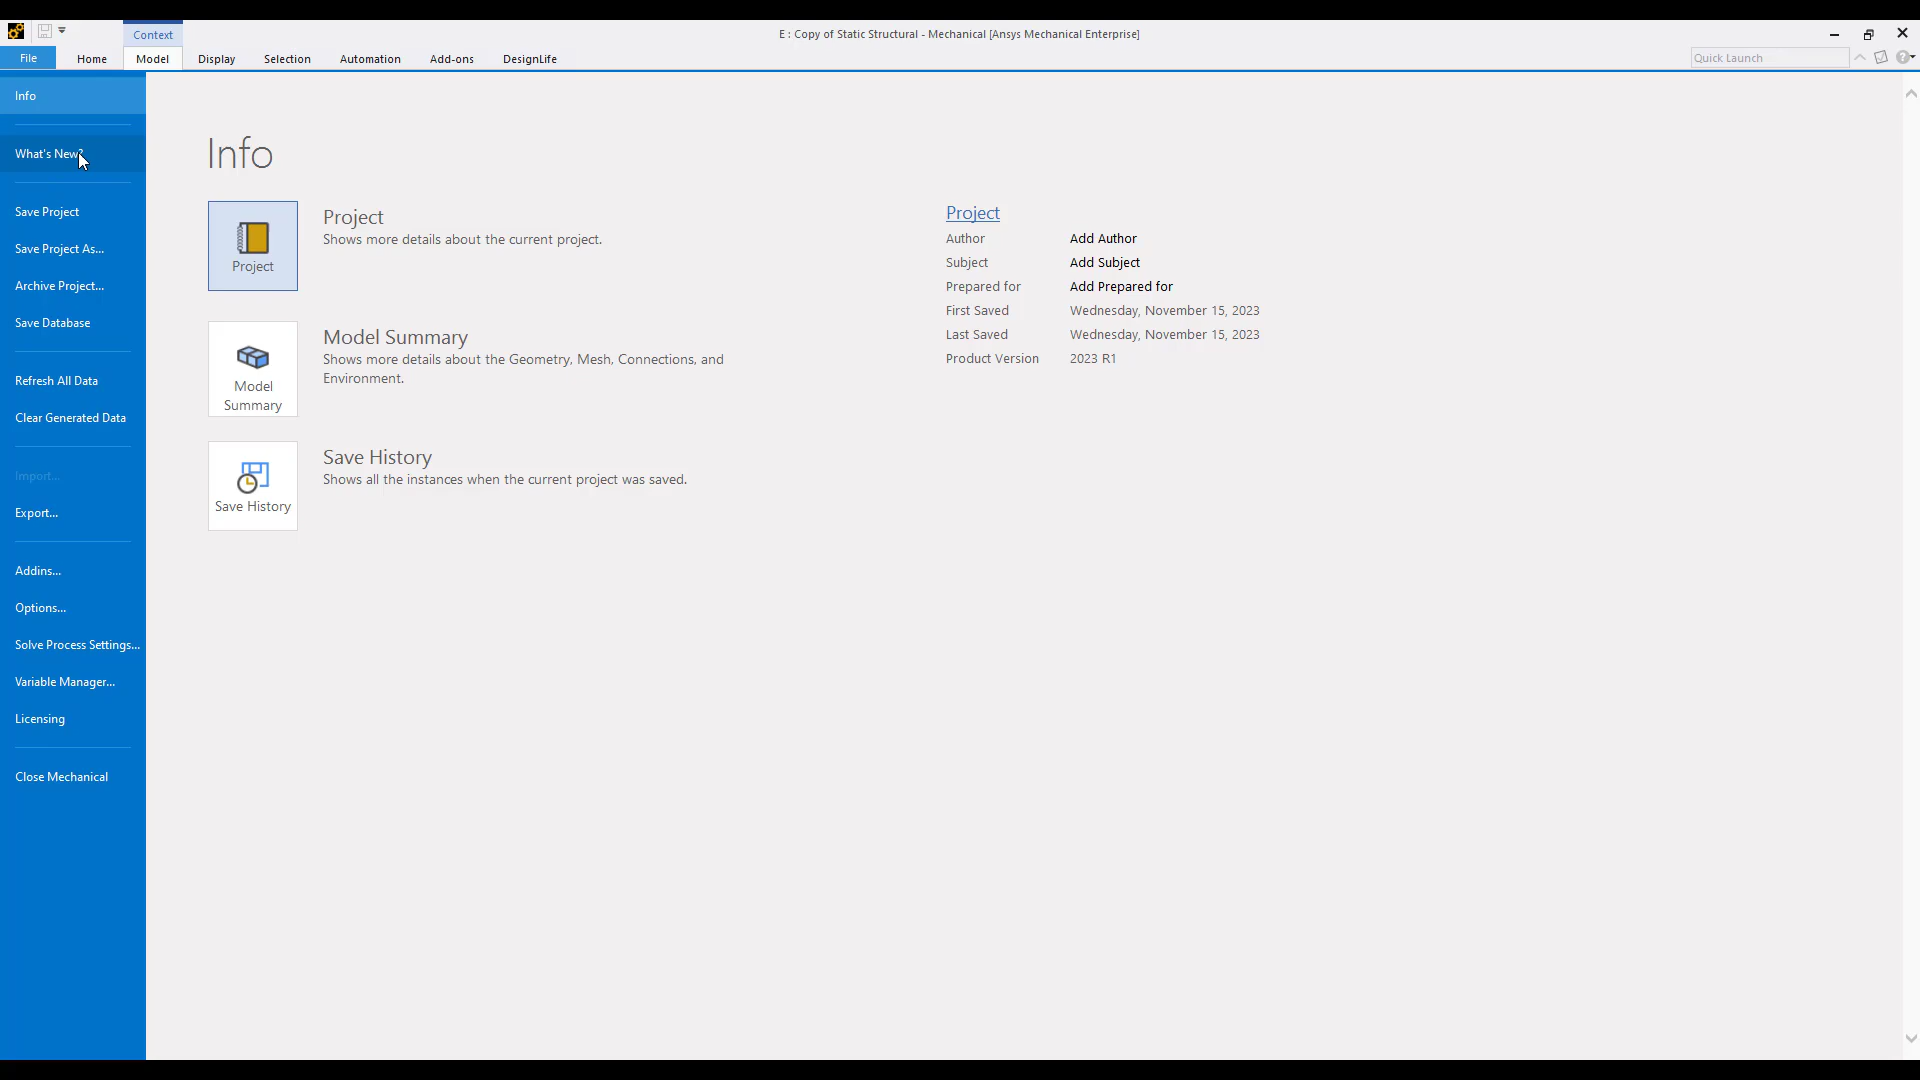 Context
E : Copy of Static Structural - Mechanical [Ansys Mechanical Enterprise]
File
Home
Model
Display
Selection
Automation
Add-ons
DesignLife
Quick Launch
Info
What's New?
Save Project
Save Project As...
Archive Project...
Save Database
Refresh All Data
Clear Generated Data
Import...
Export...
Addins...
Options...
Solve Process Settings...
Variable Manager...
Licensing
Close Mechanical
Info
Project
Project
Shows more details about the current project.
Model
Summary
Model Summary
Shows more details about the Geometry, Mesh, Connections, and
Environment.
Save History
Save History
Shows all the instances when the current project was saved.
Project
Author Add Author
Subject Add Subject
Prepared for Add Prepared for
First Saved Wednesday, November 15, 2023
Last Saved Wednesday, November 15, 2023
Product Version 2023 R1